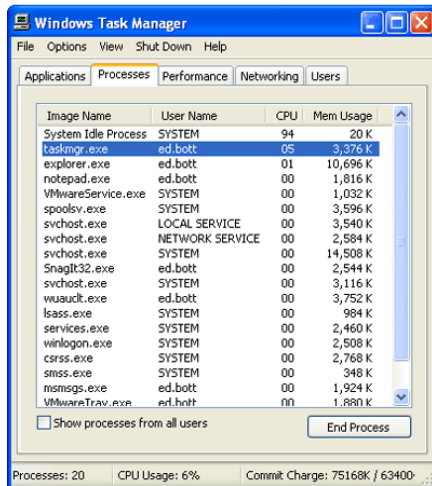 Windows Task Manager
File Options View Shut Down Help
Applications Processes Performance Networking Users
Image Name User Name CPU Mem Usage
System Idle Process SYSTEM 94 20 K
taskmgr.exe ed.bott 05 3,376 K
explorer.exe ed.bott 01 10,696 K
notepad.exe ed.bott 00 1,816 K
VMwareService.exe SYSTEM 00 1,032 K
spoolsv.exe SYSTEM 00 3,596 K
svchost.exe LOCAL SERVICE 00 3,540 K
svchost.exe NETWORK SERVICE 00 2,584 K
svchost.exe SYSTEM 00 14,508 K
SnagIt32.exe ed.bott 00 2,544 K
svchost.exe SYSTEM 00 3,116 K
wuauclt.exe ed.bott 00 3,752 K
lsass.exe SYSTEM 00 984 K
services.exe SYSTEM 00 2,460 K
winlogon.exe SYSTEM 00 2,508 K
csrss.exe SYSTEM 00 2,768 K
smss.exe SYSTEM 00 348 K
msmsgs.exe ed.bott 00 1,924 K
VMwareTray.exe ed.bott 00 1,880 K
Show processes from all users End Process
Processes: 20 CPU Usage: 6% Commit Charge: 75168K / 63400